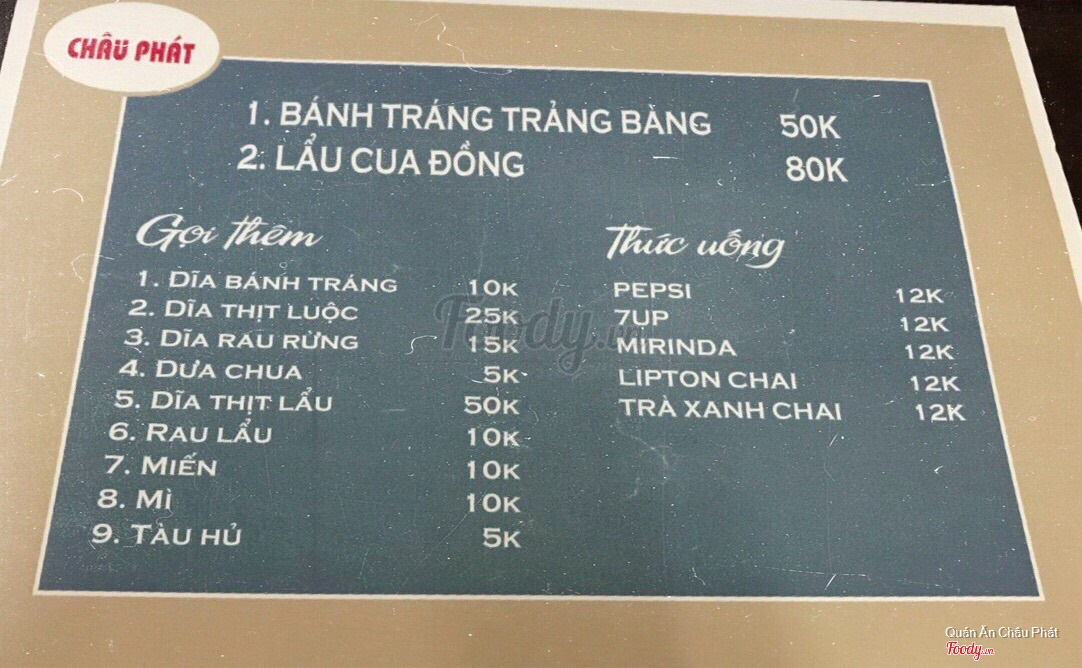 CHÂU PHÁT
1. BÁNH TRÁNG TRẢNG BÀNG 50K
2. LẨU CUA ĐỒNG 80K
Gọi thêm
1. DĨA BÁNH TRÁNG 10K
2. DĨA THỊT LUỘC 25K
3. DĨA RAU RỪNG 15K
4. DƯA CHUA 5K
5. DĨA THỊT LẨU 50K
6. RAU LẨU 10K
7. MIẾN 10K
8. MÌ 10K
9. TÀU HỦ 5K
Thức uống
PEPSI 12K
7UP 12K
MIRINDA 12K
LIPTON CHAI 12K
TRÀ XANH CHAI 12K
Foody.vn
Quán Ăn Châu Phát
Foody.vn